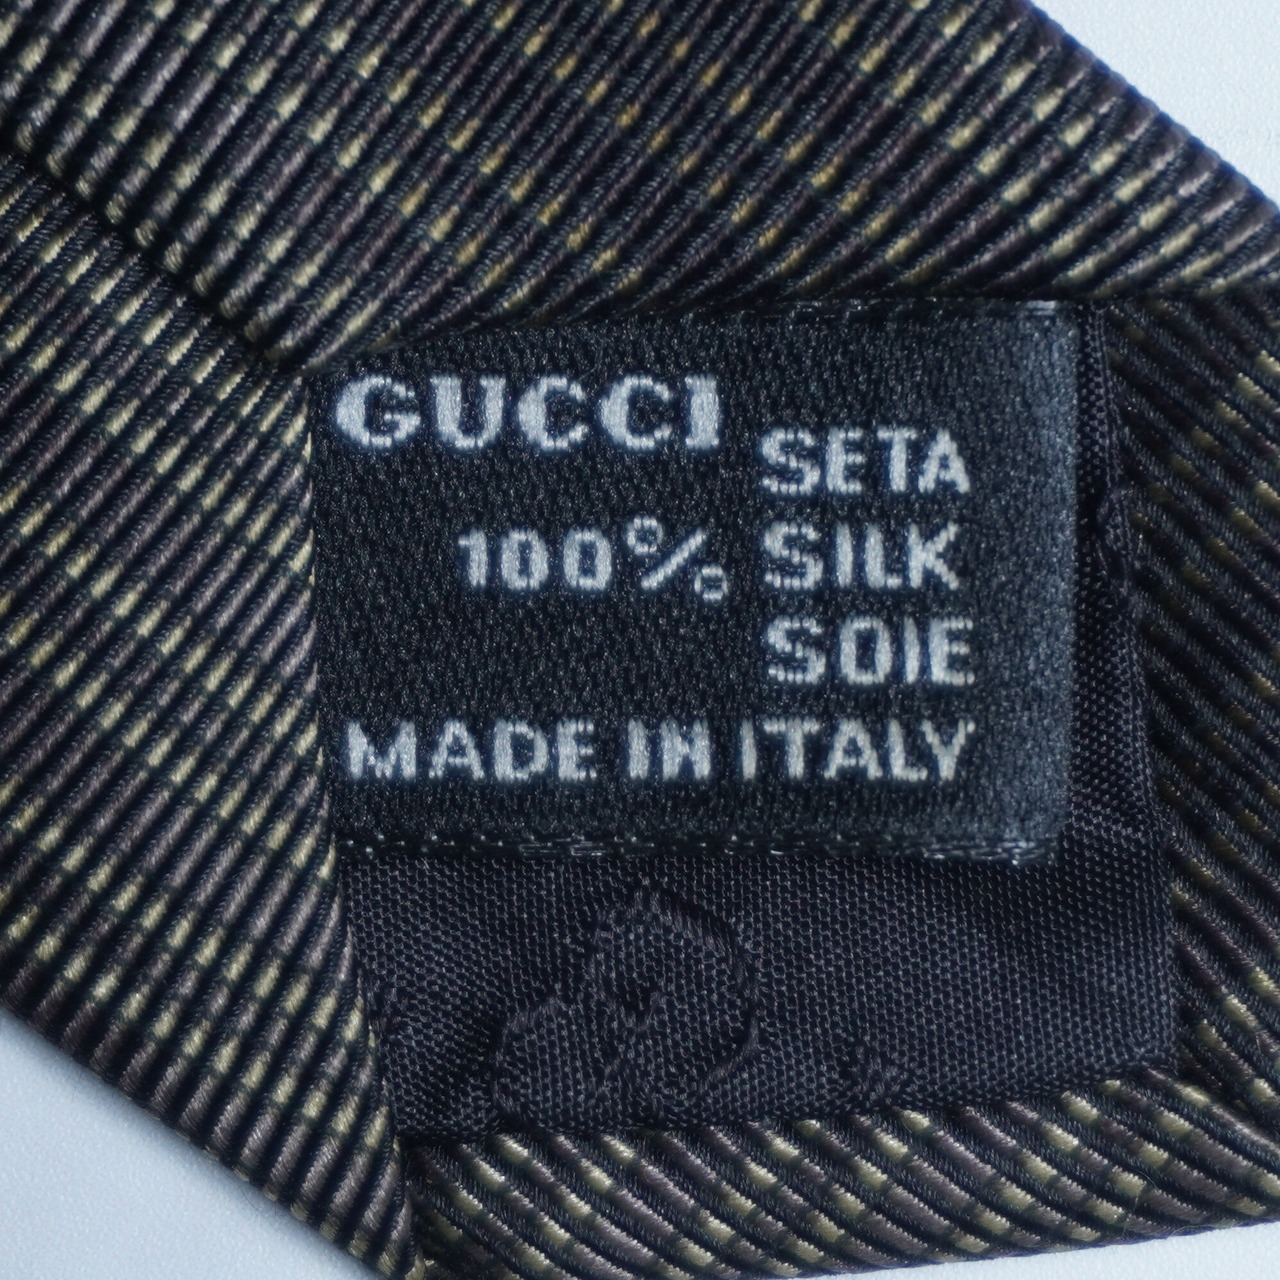 GUCCI
SETA
100% SILK
SOIE
MADE IN ITALY